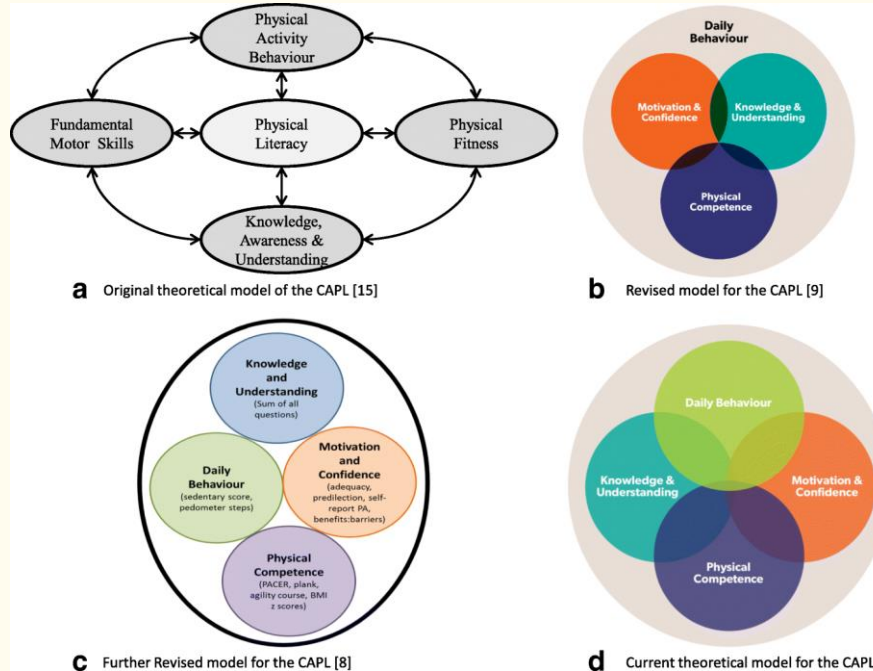 Physical
Activity
Behaviour
Fundamental
Motor Skills
Physical
Literacy
Physical
Fitness
Knowledge,
Awareness &
Understanding
a Original theoretical model of the CAPL [15]
Daily
Behaviour
Motivation
& Confidence
Knowledge &
Understanding
Physical
Competence
b Revised model for the CAPL [9]
Knowledge
and
Understanding
(Sum of all
questions)
Daily
Behaviour
(sedentary score,
pedometer steps)
Motivation
and
Confidence
(adequacy,
predilection, self-
report PA,
benefits:barriers)
Physical
Competence
(PACER, plank,
agility course, BMI
z scores)
c Further Revised model for the CAPL [8]
Daily Behaviour
Knowledge
& Understanding
Motivation &
Confidence
Physical
Competence
d Current theoretical model for the CAPL